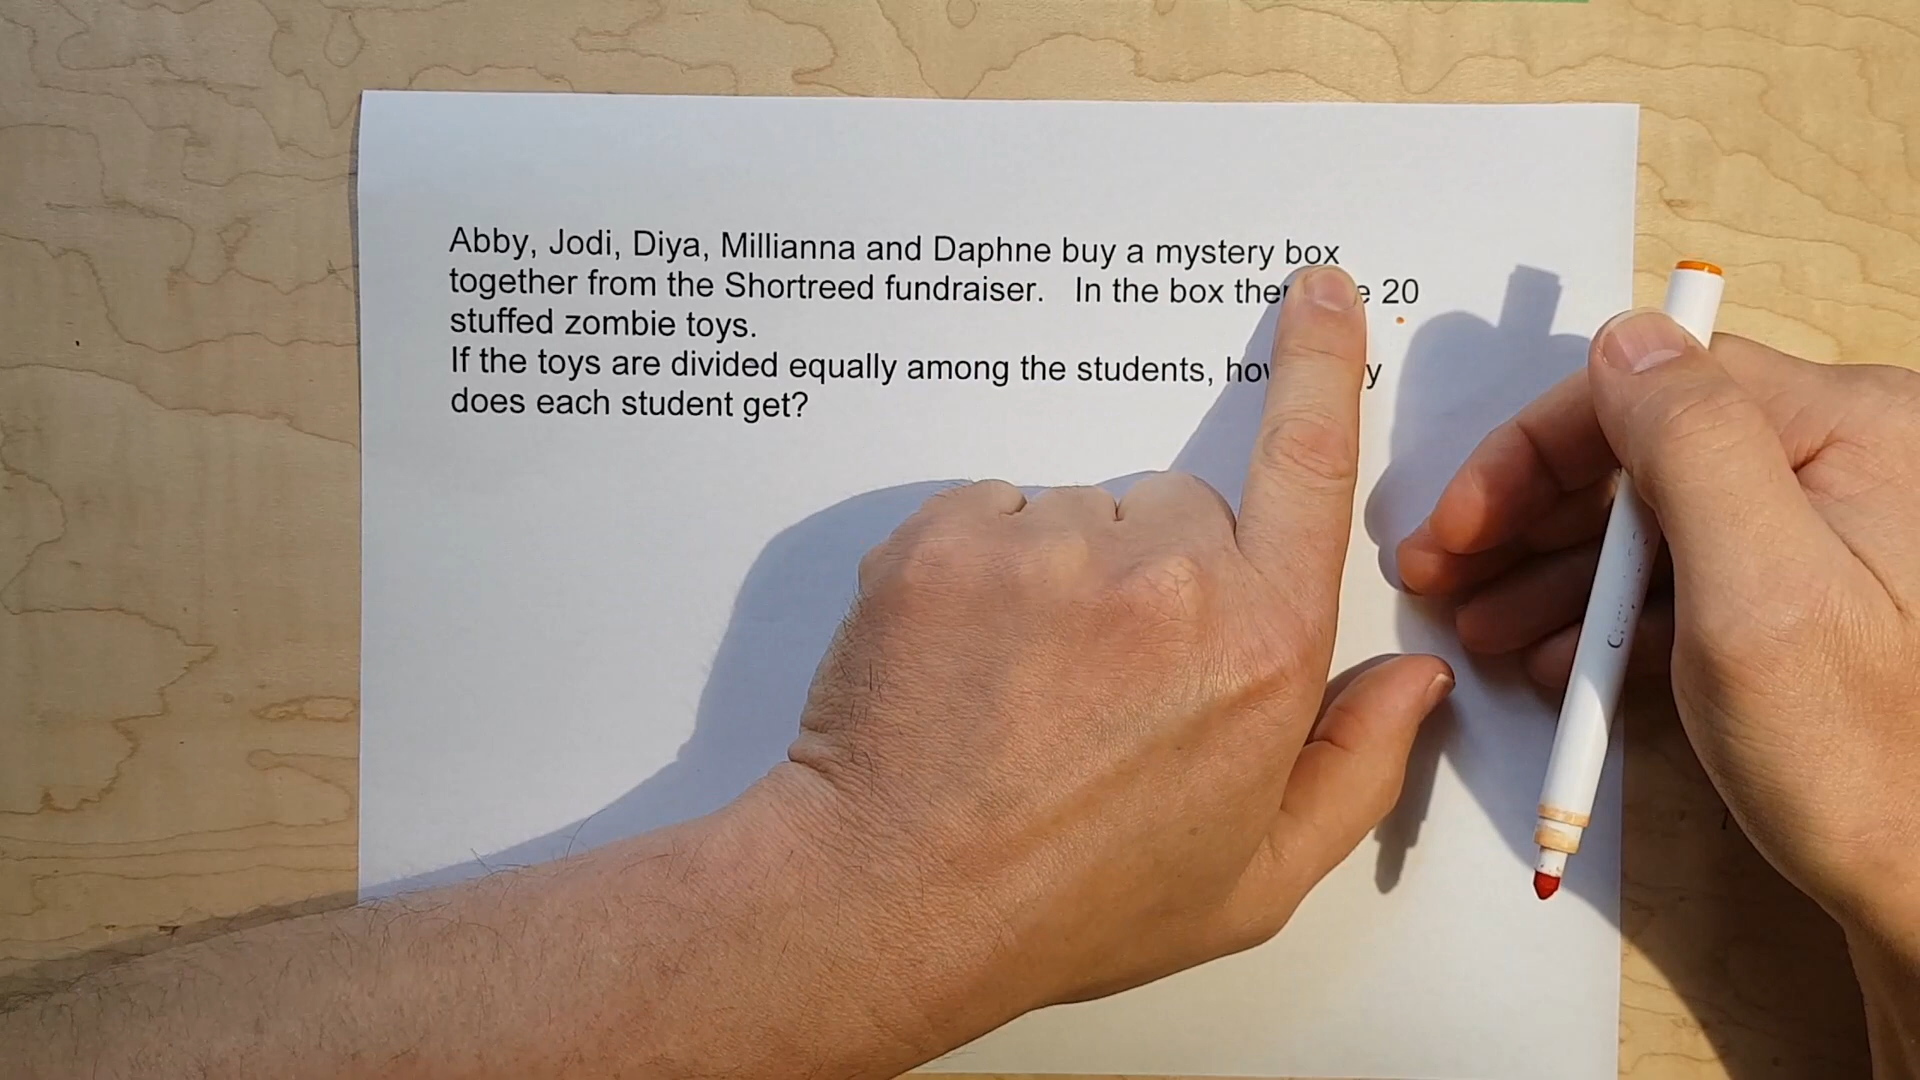 Abby, Jodi, Diya, Millianna and Daphne buy a mystery box
together from the Shortreed fundraiser. In the box 20
stuffed zombie toys.
If the toys are divided equally among the students,
does each student get?